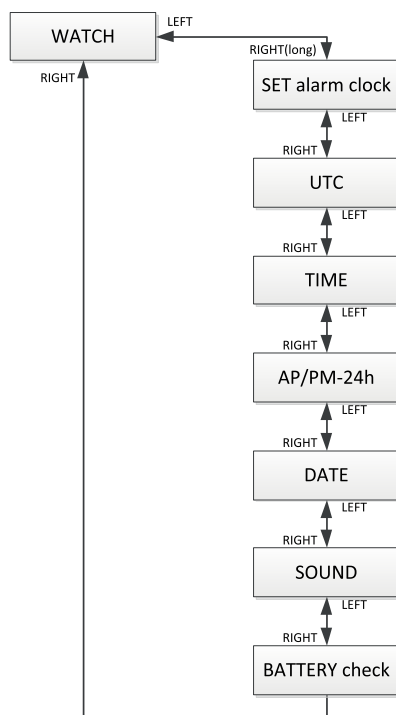 WATCH
LEFT
RIGHT(long)
RIGHT
SET alarm clock
LEFT
RIGHT
UTC
LEFT
RIGHT
TIME
LEFT
RIGHT
AP/PM-24h
LEFT
RIGHT
DATE
LEFT
RIGHT
SOUND
LEFT
RIGHT
BATTERY check